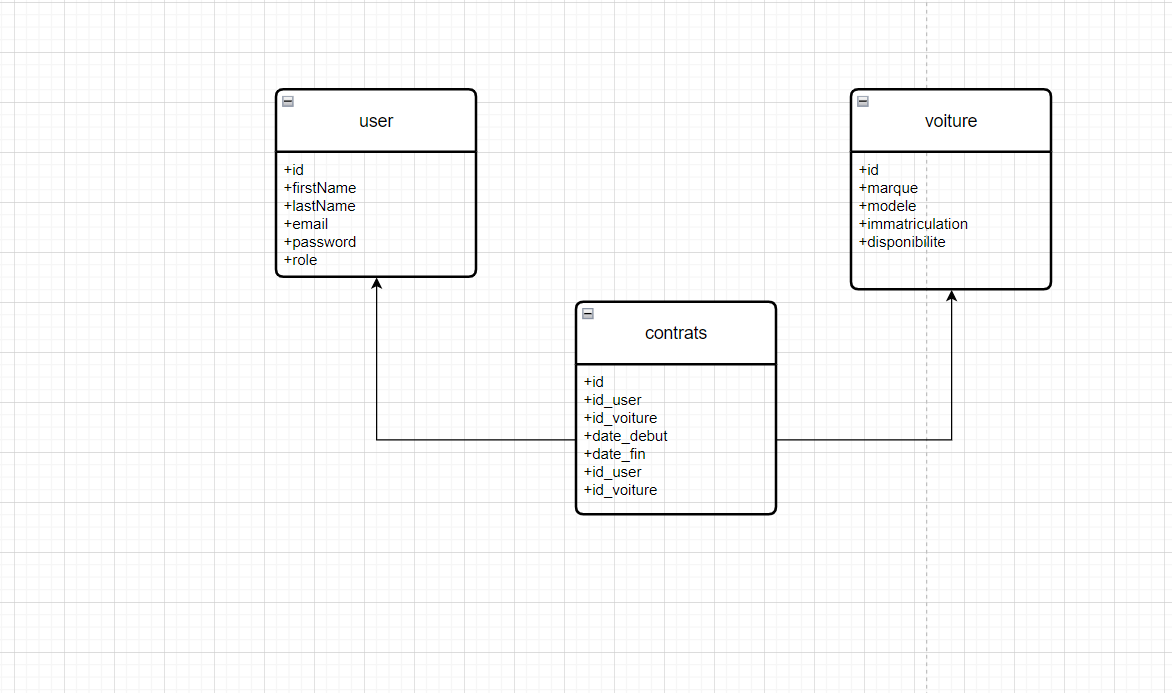 user
+id
+firstName
+lastName
+email
+password
+role
voiture
+id
+marque
+modele
+immatriculation
+disponibilite
contrats
+id
+id_user
+id_voiture
+date_debut
+date_fin
+id_user
+id_voiture